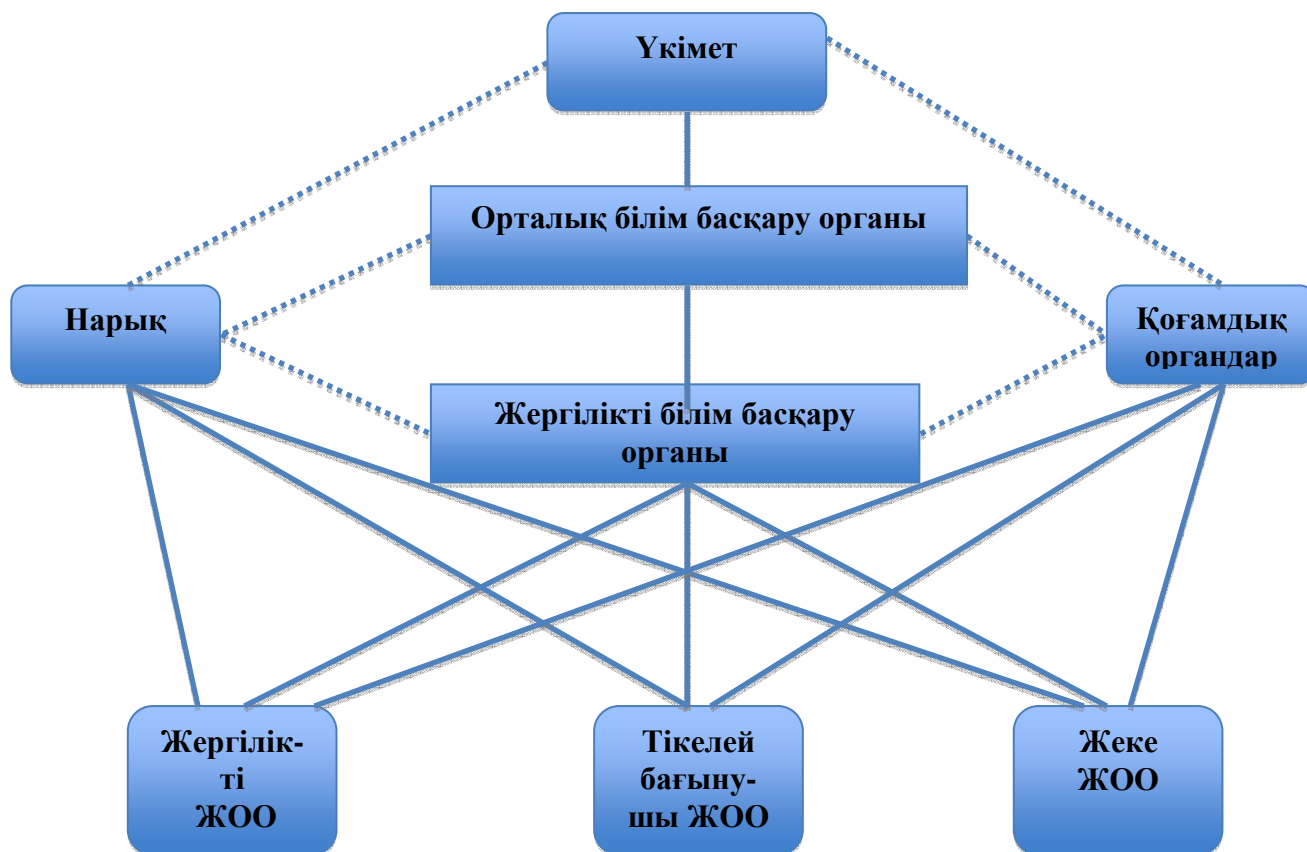 Үкімет
Орталық білім басқару органы
Нарық
Қоғамдық
органдар
Жергілікті білім басқару
органы
Жергілік-
ті
ЖОО
Тікелей
бағыну-
шы ЖОО
Жеке
ЖОО